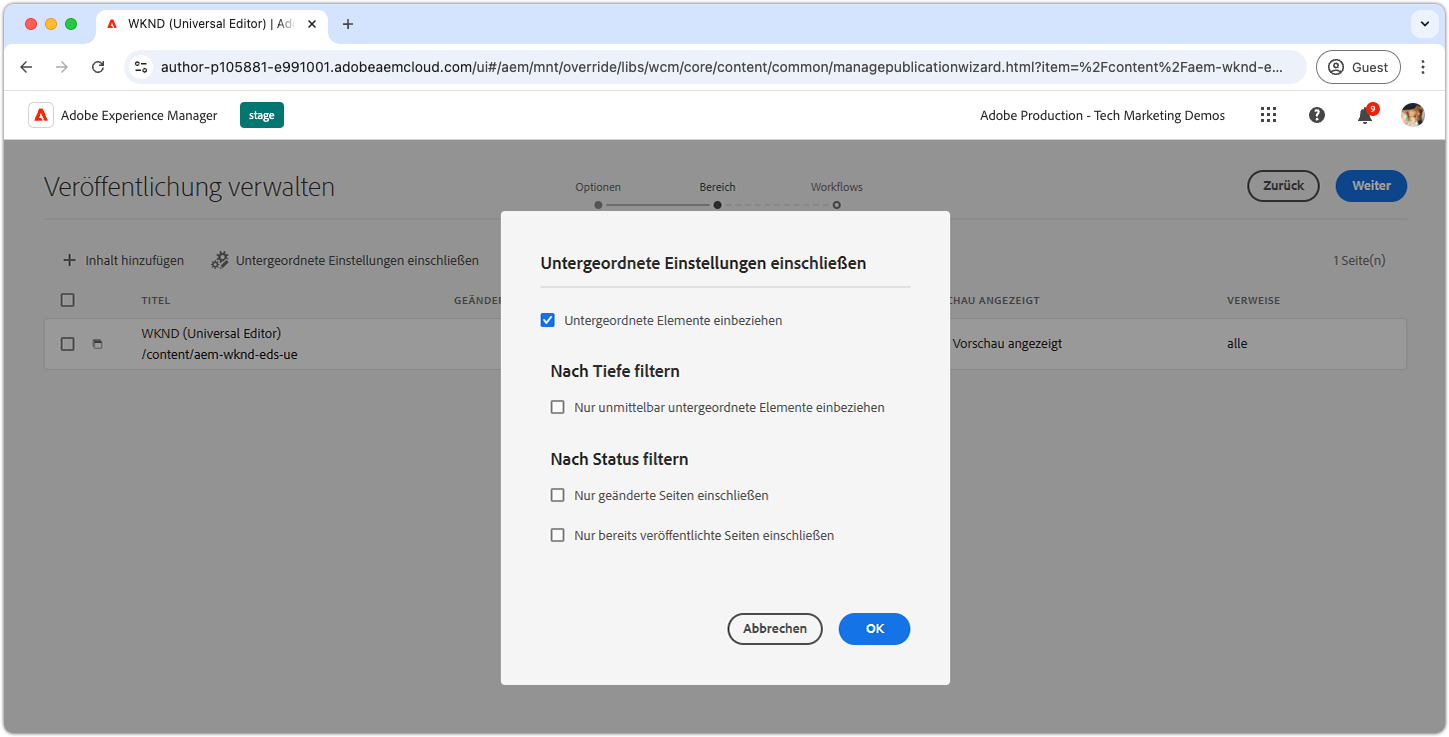 WKND (Universal Editor) | Ad
author-p105881-e991001.adobeaemcloud.com/ui#/aem/mnt/override/libs/wcm/core/content/common/managepublicationwizard.html?item=%2Fcontent%2Faem-wknd-e...
Guest
Adobe Experience Manager
stage
Adobe Production - Tech Marketing Demos
9
Veröffentlichung verwalten
Optionen
Bereich
Workflows
Zurück
Weiter
Inhalt hinzufügen
Untergeordnete Einstellungen einschließen
1 Seite(n)
TITEL
GEÄNDER
CHAU ANGEZEIGT
VERWEISE
WKND (Universal Editor)
/content/aem-wknd-eds-ue
Vorschau angezeigt
alle
Untergeordnete Einstellungen einschließen
Untergeordnete Elemente einbeziehen
Nach Tiefe filtern
Nur unmittelbar untergeordnete Elemente einbeziehen
Nach Status filtern
Nur geänderte Seiten einschließen
Nur bereits veröffentlichte Seiten einschließen
Abbrechen
OK